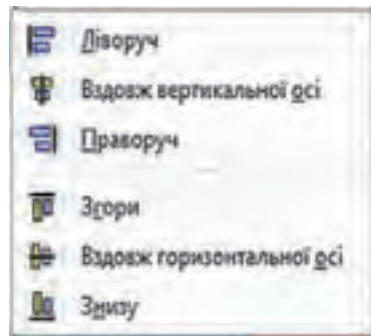 Ліворуч
Вздовж вертикальної осі
Праворуч
Згори
Вздовж горизонтальної осі
Знизу